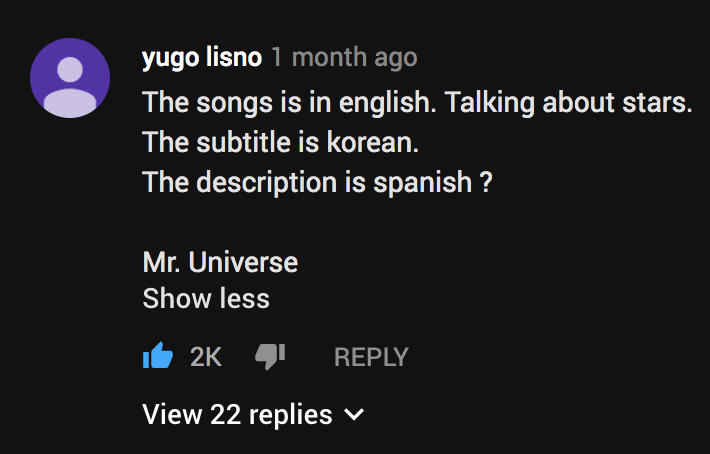 yugo lisno 1 month ago
The songs is in english. Talking about stars.
The subtitle is korean.
The description is spanish ?
Mr. Universe
Show less
2K REPLY
View 22 replies